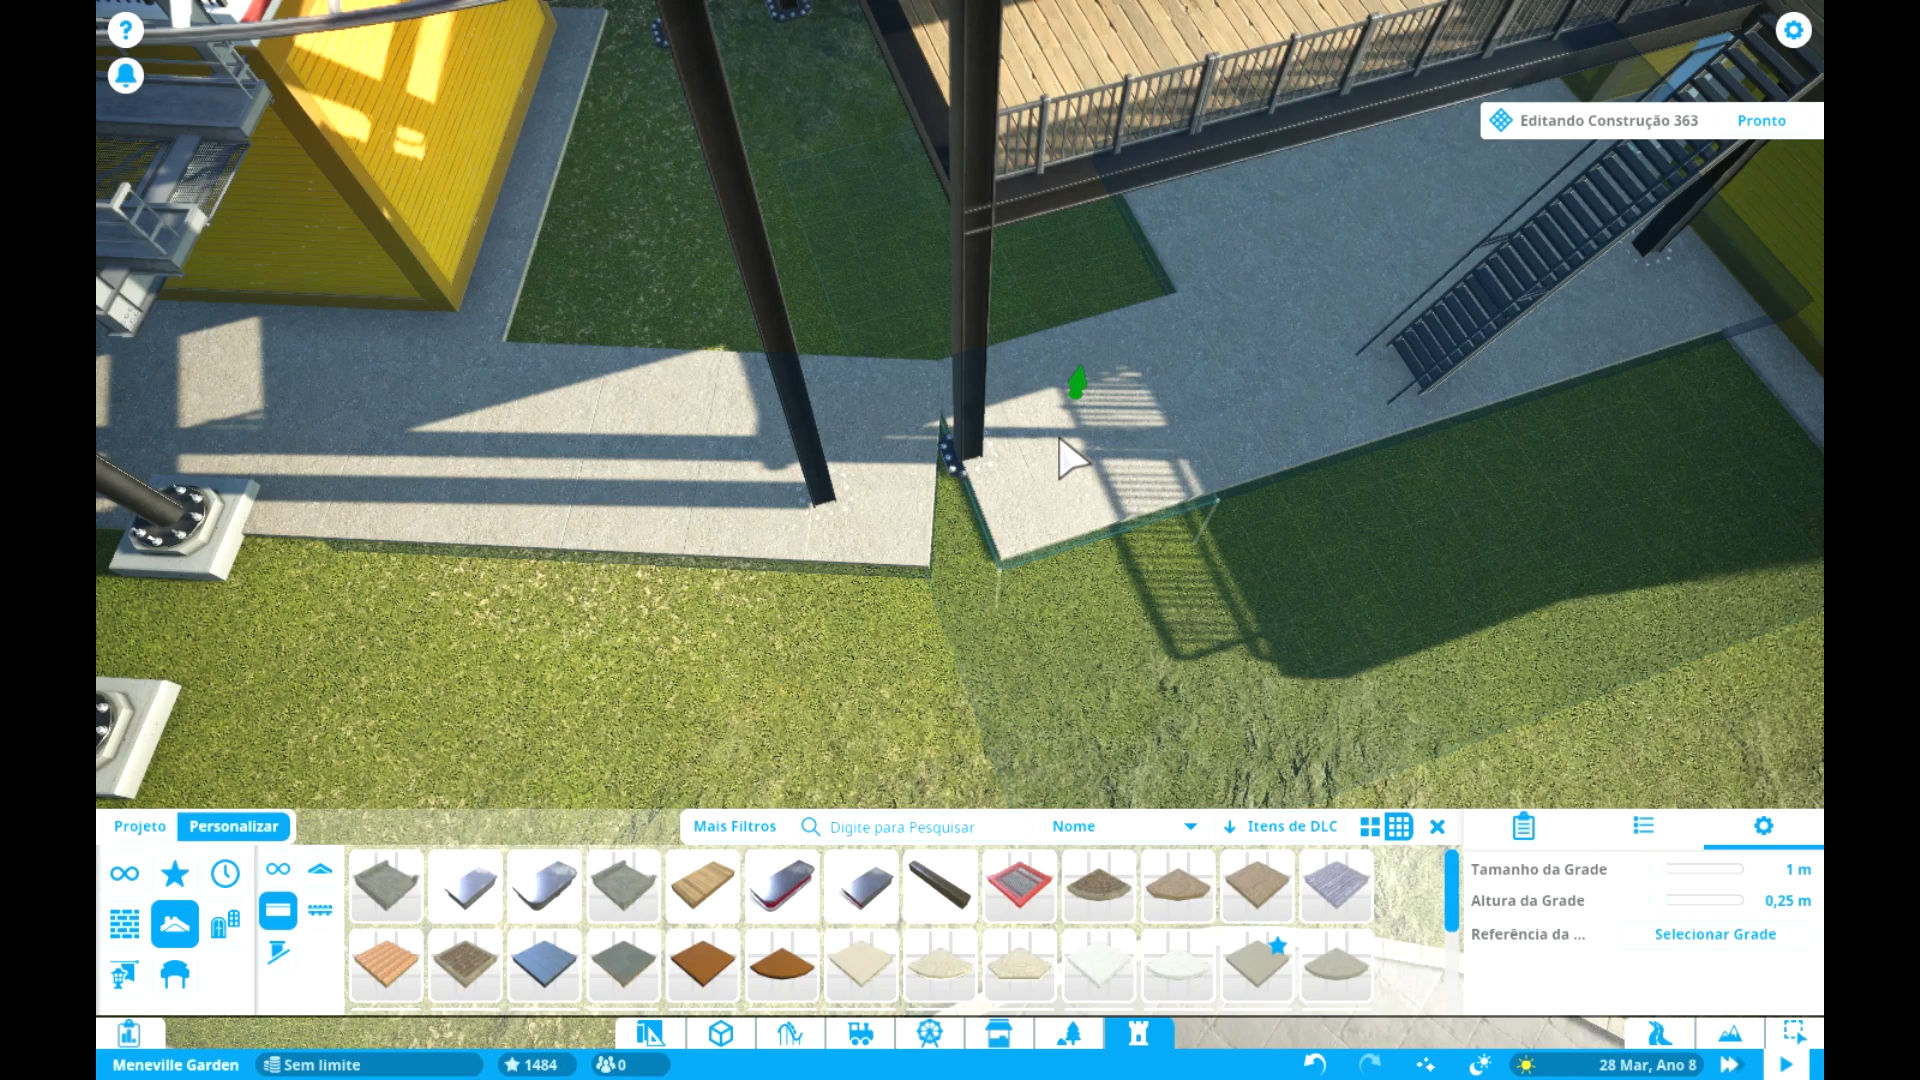 ?
Editando Construção 363 Pronto
Projeto Personalizar
Mais Filtros Digite para Pesquisar Nome Itens de DLC
Tamanho da Grade 1 m
Altura da Grade 0,25 m
Referência da ... Selecionar Grade
Meneville Garden Sem limite 1484 0 28 Mar, Ano 8